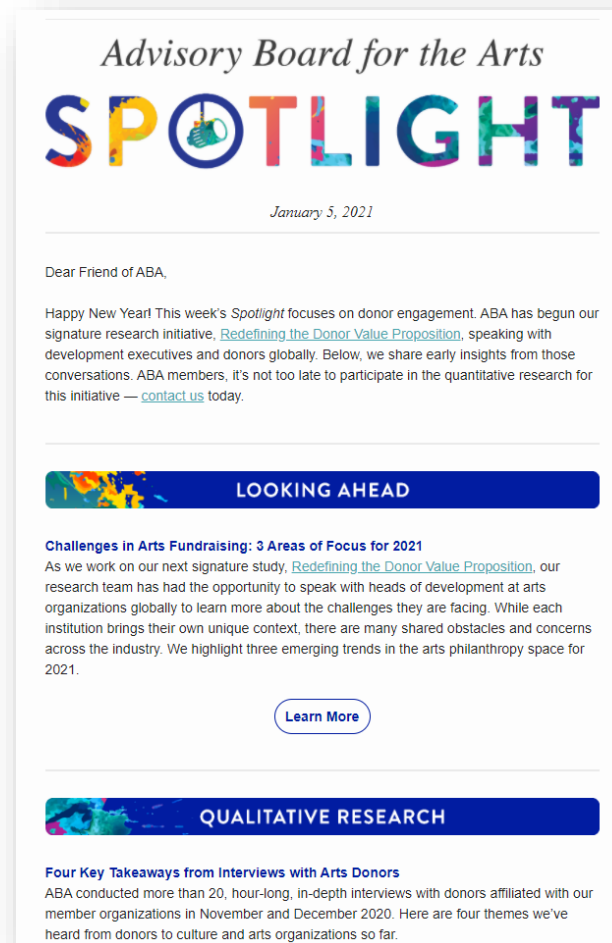 Advisory Board for the Arts
SPOTLIGHT
January 5, 2021
Dear Friend of ABA,
Happy New Year! This week's Spotlight focuses on donor engagement. ABA has begun our
signature research initiative, Redefining the Donor Value Proposition, speaking with
development executives and donors globally. Below, we share early insights from those
conversations. ABA members, it's not too late to participate in the quantitative research for
this initiative — contact us today.
LOOKING AHEAD
Challenges in Arts Fundraising: 3 Areas of Focus for 2021
As we work on our next signature study, Redefining the Donor Value Proposition, our
research team has had the opportunity to speak with heads of development at arts
organizations globally to learn more about the challenges they are facing. While each
institution brings their own unique context, there are many shared obstacles and concerns
across the industry. We highlight three emerging trends in the arts philanthropy space for
2021.
Learn More
QUALITATIVE RESEARCH
Four Key Takeaways from Interviews with Arts Donors
ABA conducted more than 20, hour-long, in-depth interviews with donors affiliated with our
member organizations in November and December 2020. Here are four themes we've
heard from donors to culture and arts organizations so far.